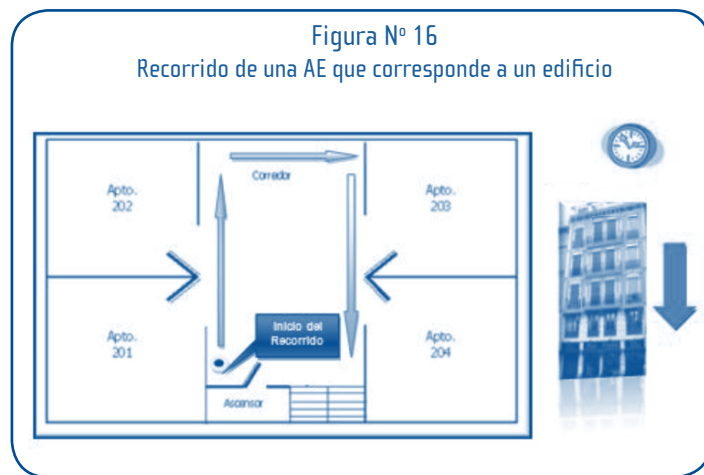 Figura Nº 16
Recorrido de una AE que corresponde a un edificio
Corredor
Apto.
202
Apto.
203
Inicio del
Recorrido
Apto.
201
Apto.
204
Ascensor